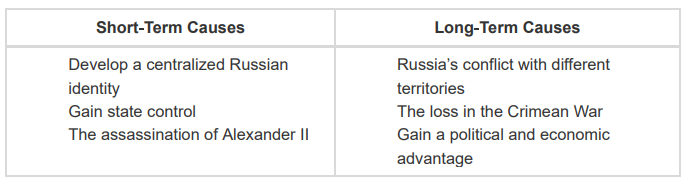 Short-Term Causes
Long-Term Causes
Develop a centralized Russian
identity
Gain state control
The assassination of Alexander II
Russia’s conflict with different
territories
The loss in the Crimean War
Gain a political and economic
advantage